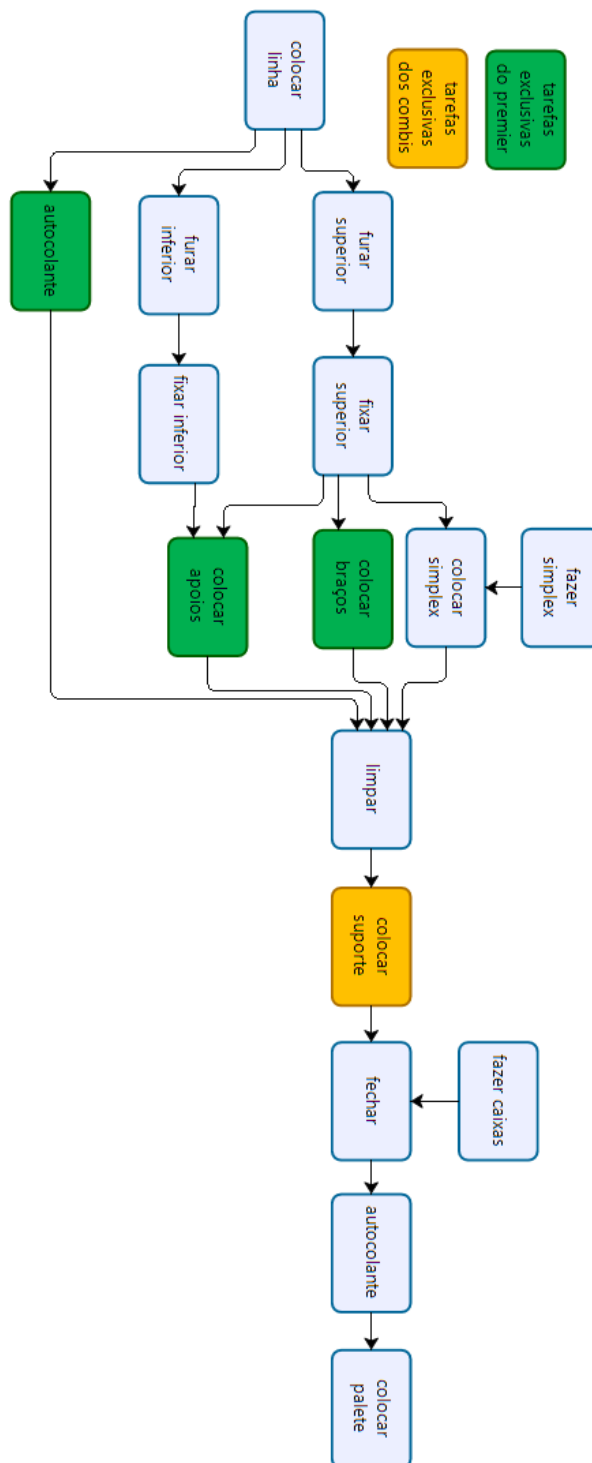 tarefas
exclusivas
do premier
tarefas
exclusivas
dos combis
colocar
linha
autocolante
furar
inferior
furar
superior
fixar inferior
fixar
superior
colocar
apoios
colocar
braços
colocar
simplex
fazer
simplex
limpar
colocar
suporte
fechar
fazer caixas
autocolante
colocar
palete